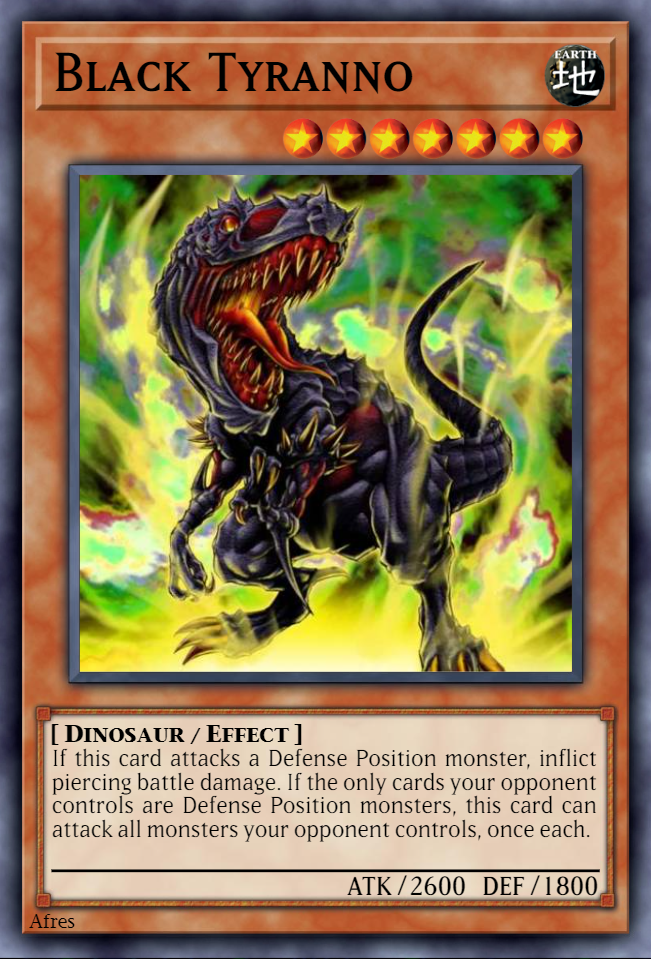 Black Tyranno
EARTH
地
[ Dinosaur / Effect ]
If this card attacks a Defense Position monster, inflict
piercing battle damage. If the only cards your opponent
controls are Defense Position monsters, this card can
attack all monsters your opponent controls, once each.
ATK / 2600 DEF / 1800
Afres